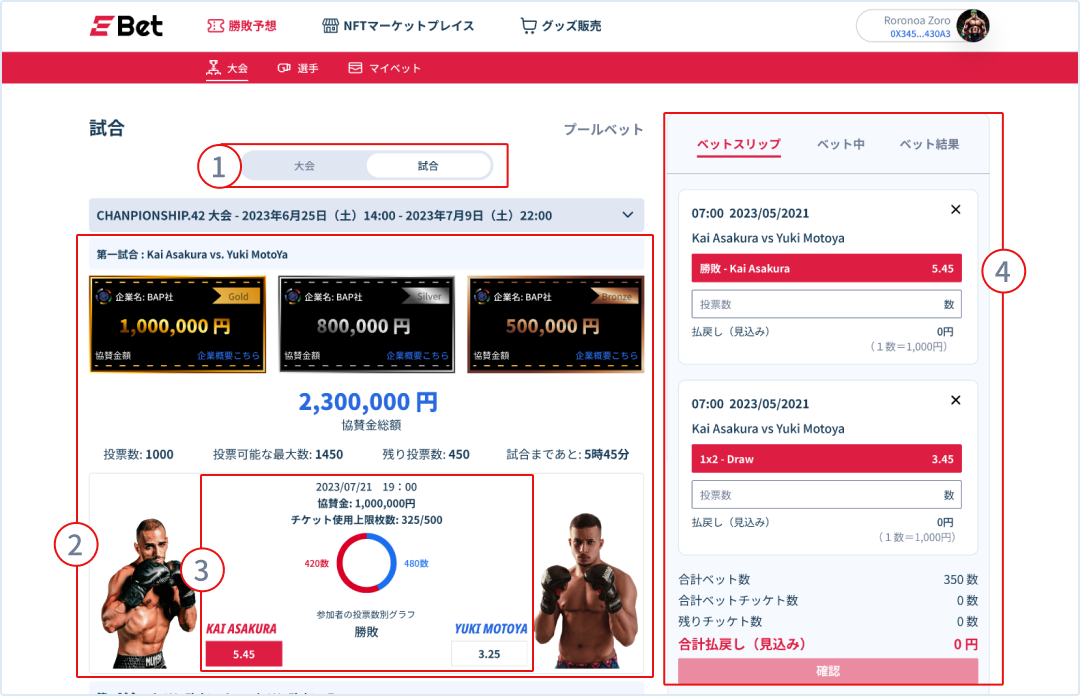 EBet
勝敗予想
NFTマーケットプレイス
グッズ販売
Roronoa Zoro
0X345...430A3
大会
選手
マイベット
試合
プールベット
1
大会
試合
CHANPIONSHIP.42 大会 - 2023年6月25日（土）14:00 - 2023年7月9日（土）22:00
第一試合 : Kai Asakura vs. Yuki MotoYa
企業名: BAP社
Gold
1,000,000 円
協賛金額
企業概要こちら
企業名: BAP社
Silver
800,000 円
協賛金額
企業概要こちら
企業名: BAP社
Bronze
500,000 円
協賛金額
企業概要こちら
2,300,000 円
協賛金総額
投票数: 1000
投票可能な最大数: 1450
残り投票数: 450
試合まであと: 5時45分
2
3
2023/07/21 19：00
協賛金: 1,000,000円
チケット使用上限枚数: 325/500
420数
480数
参加者の投票数別グラフ
勝敗
KAI ASAKURA
5.45
YUKI MOTOYA
3.25
4
ベットスリップ
ベット中
ベット結果
07:00 2023/05/2021
Kai Asakura vs Yuki Motoya
勝敗 - Kai Asakura
5.45
投票数
数
払戻し（見込み）
0円
（１数＝1,000円）
07:00 2023/05/2021
Kai Asakura vs Yuki Motoya
1x2 - Draw
3.45
投票数
数
払戻し（見込み）
0円
（１数＝1,000円）
合計ベット数
350 数
合計ベットチッケト数
0 数
残りチッケト数
0 数
合計払戻し（見込み）
0 円
確認